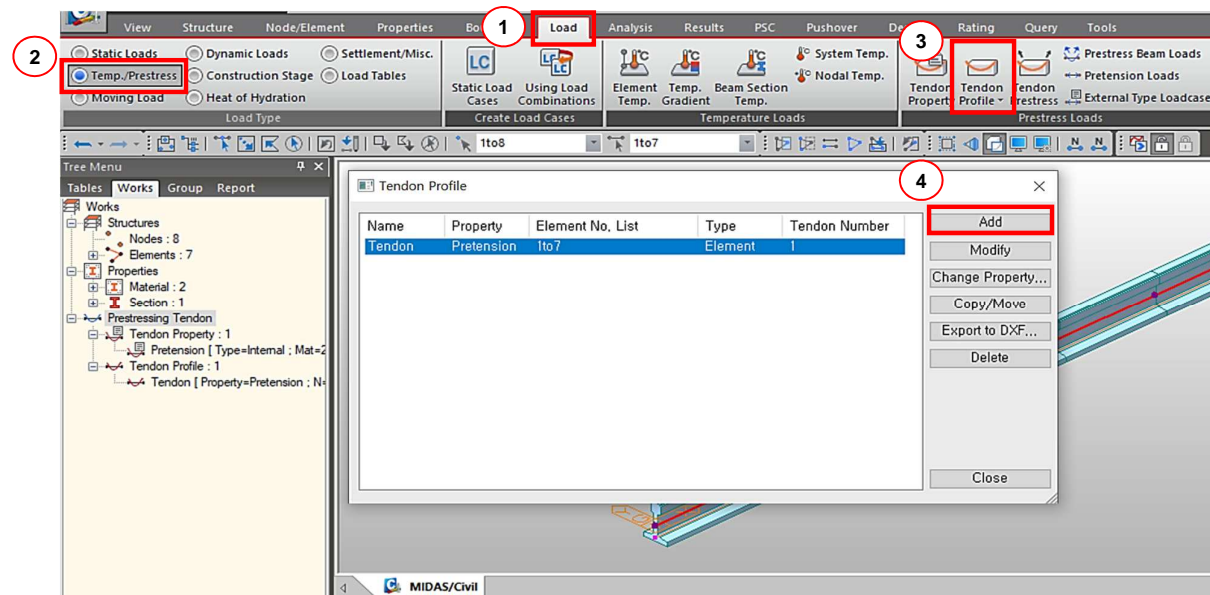 View Structure Node/Element Properties Bo 1 Load Analysis Results PSC Pushover De Rating Query Tools
2
3
Static Loads Dynamic Loads Settlement/Misc.
Temp./Prestress Construction Stage Load Tables
Moving Load Heat of Hydration
Load Type
LC
Static Load Cases
LC
Using Load Combinations
Create Load Cases
Element Temp.
Temp. Gradient
Beam Section Temp.
System Temp.
Nodal Temp.
Temperature Loads
Tendon Property
Tendon Profile
Tendon Prestress
Prestress Beam Loads
Pretension Loads
External Type Loadcase
Prestress Loads
1to8 1to7
Tree Menu
Tables Works Group Report
Works
Structures
Nodes : 8
Elements : 7
Properties
Material : 2
Section : 1
Prestressing Tendon
Tendon Property : 1
Pretension [ Type=Internal ; Mat=2
Tendon Profile : 1
Tendon [ Property=Pretension ; N=
Tendon Profile
4
Name Property Element No. List Type Tendon Number
Tendon Pretension 1to7 Element 1
Add
Modify
Change Property...
Copy/Move
Export to DXF...
Delete
Close
MIDAS/Civil